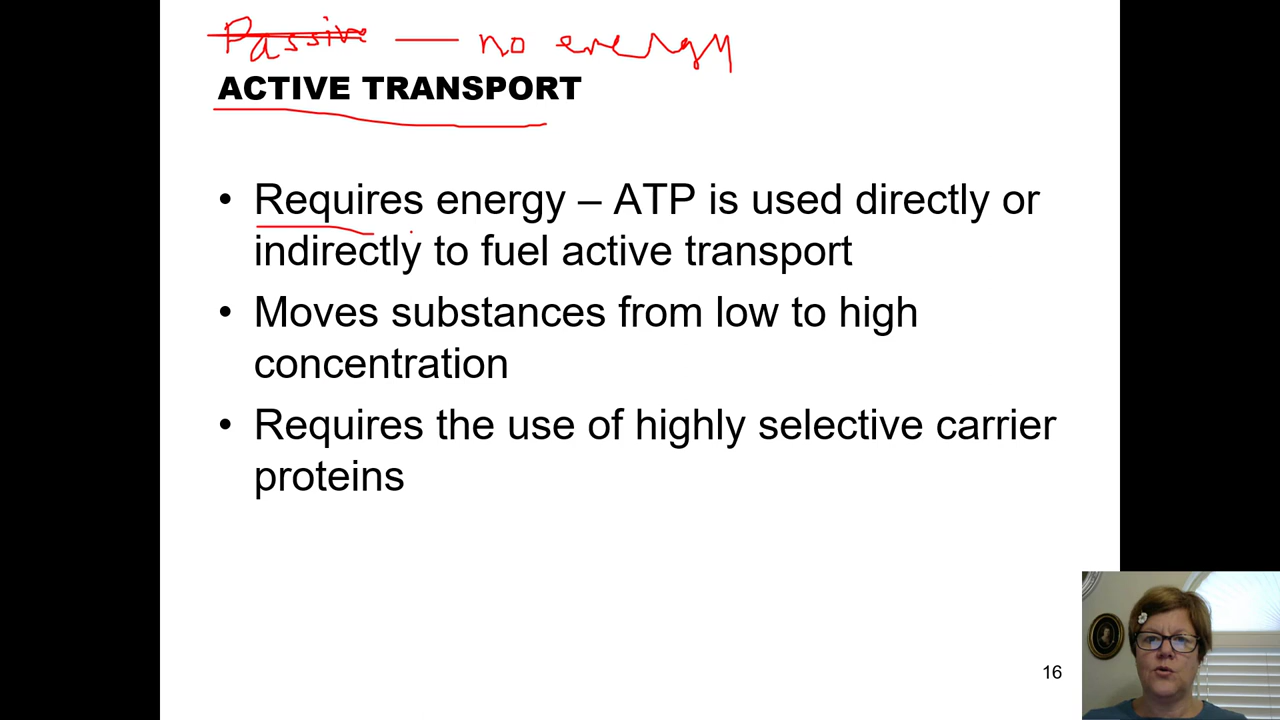 Passive — no energy
ACTIVE TRANSPORT
• Requires energy – ATP is used directly or
indirectly to fuel active transport
• Moves substances from low to high
concentration
• Requires the use of highly selective carrier
proteins
16